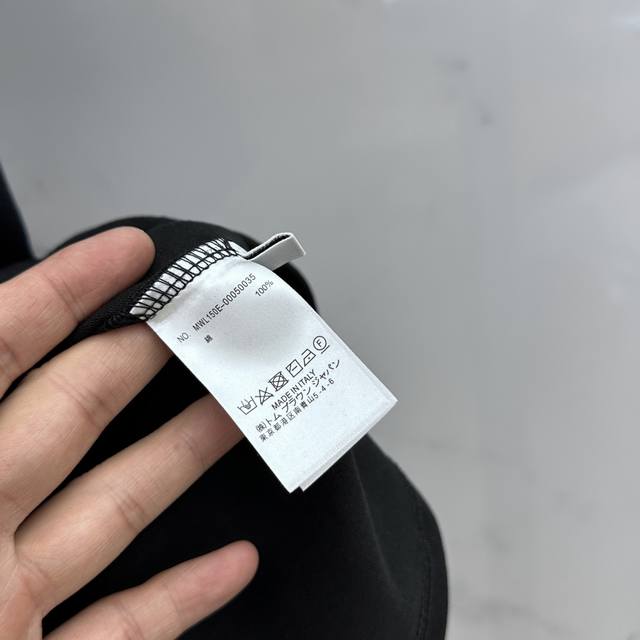 NO. MWL150E-00050035
綿 100%
MADE IN ITALY
㈱トム・ブラウン ジャパン
東京都港区南青山5-4-6